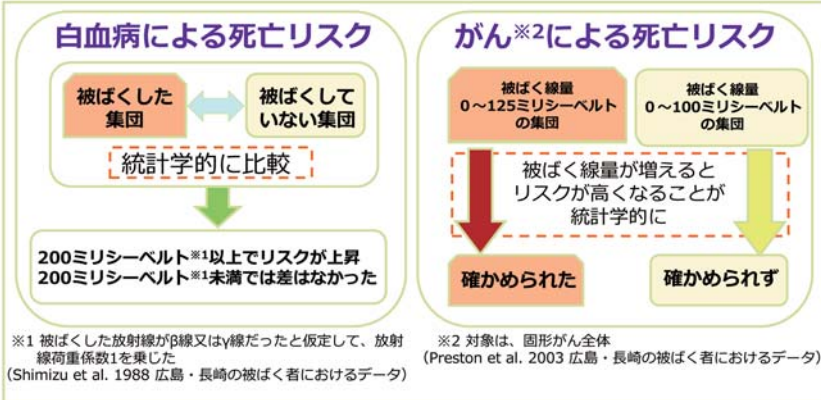 白血病による死亡リスク
被ばくした
集団
被ばくして
いない集団
統計学的に比較
200ミリシーベルト※1以上でリスクが上昇
200ミリシーベルト※1未満では差はなかった
※1 被ばくした放射線がβ線又はγ線だったと仮定して、放射
線荷重係数1を乗じた
(Shimizu et al. 1988 広島・長崎の被ばく者におけるデータ)
がん※2による死亡リスク
被ばく線量
0～125ミリシーベルト
の集団
被ばく線量
0～100ミリシーベルト
の集団
被ばく線量が増えると
リスクが高くなることが
統計学的に
確かめられた
確かめられず
※2 対象は、固形がん全体
(Preston et al. 2003 広島・長崎の被ばく者におけるデータ)